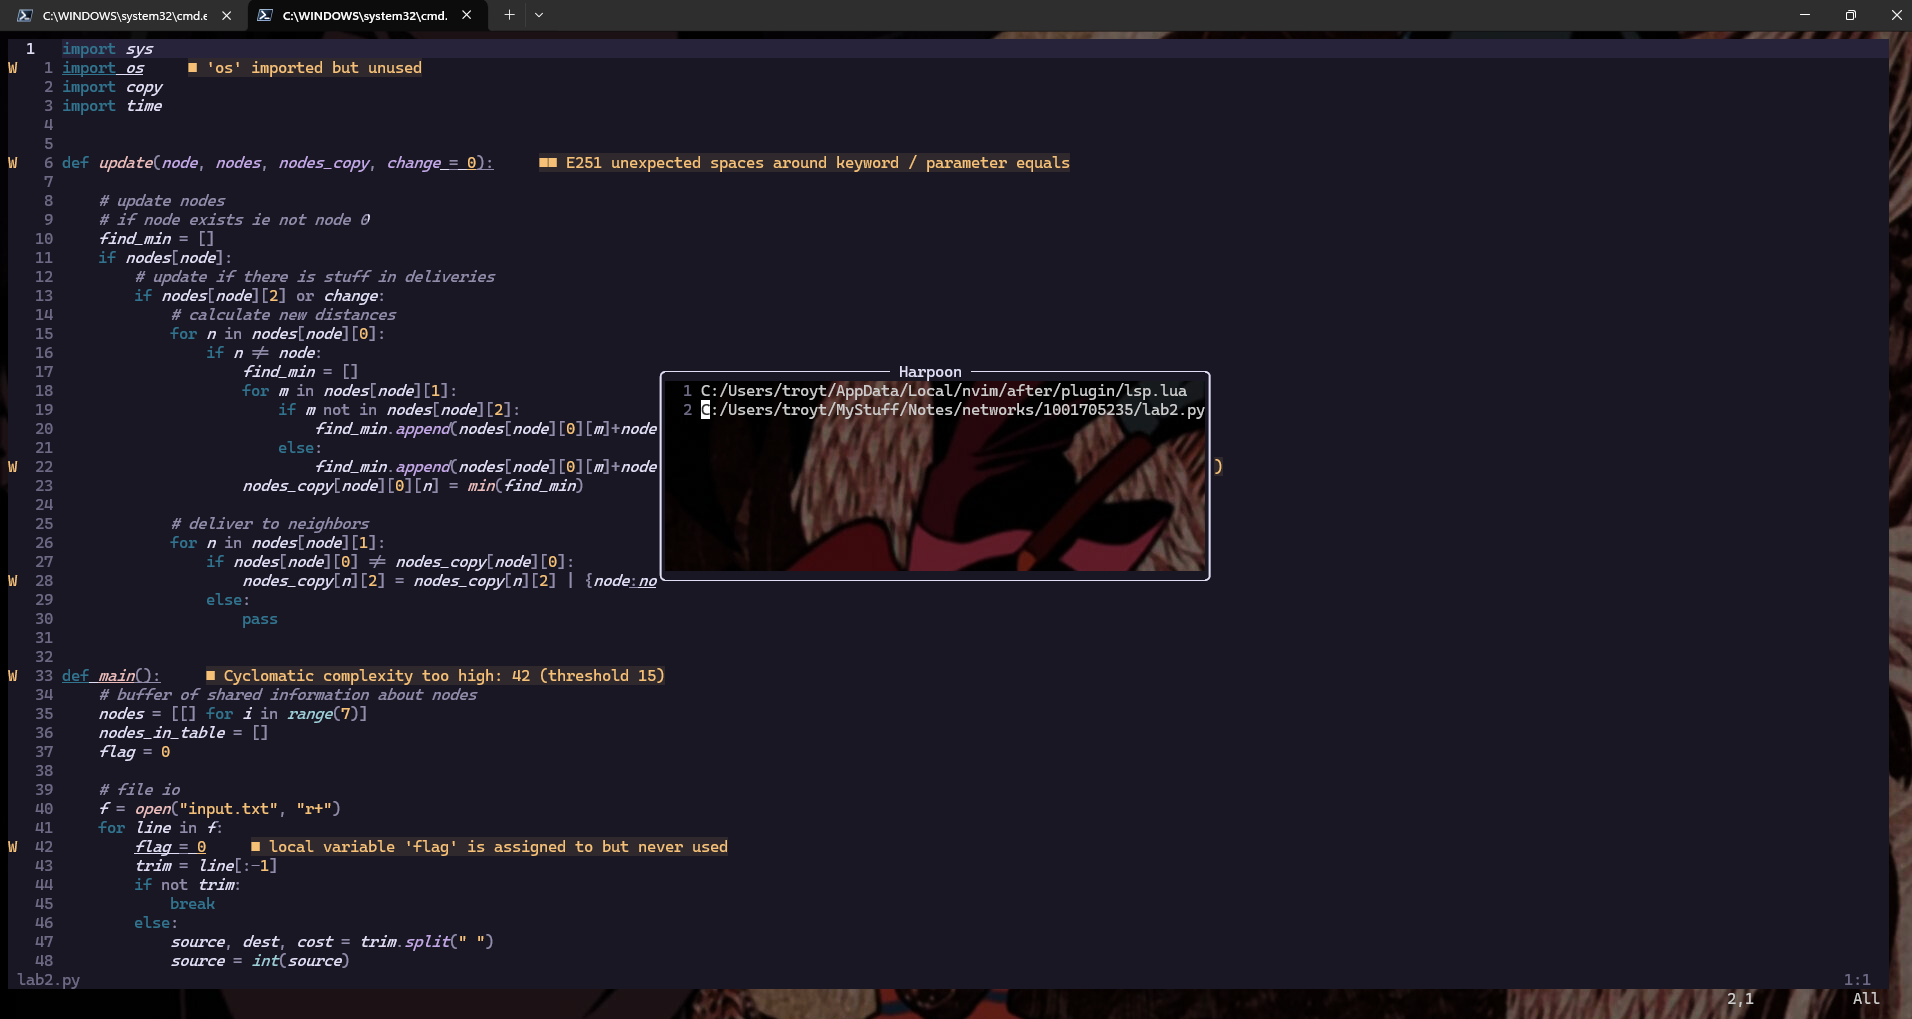 C:\WINDOWS\system32\cmd.e
C:\WINDOWS\system32\cmd.
1 import sys
W 1 import os ■ 'os' imported but unused
2 import copy
3 import time
4
5
W 6 def update(node, nodes, nodes_copy, change = 0): ■■ E251 unexpected spaces around keyword / parameter equals
7
8 # update nodes
9 # if node exists ie not node 0
10 find_min = []
11 if nodes[node]:
12 # update if there is stuff in deliveries
13 if nodes[node][2] or change:
14 # calculate new distances
15 for n in nodes[node][0]:
16 if n ≠ node:
17 find_min = []
18 for m in nodes[node][1]:
19 if m not in nodes[node][2]:
20 find_min.append(nodes[node][0][m]+node
21 else:
W 22 find_min.append(nodes[node][0][m]+node )
23 nodes_copy[node][0][n] = min(find_min)
24
25 # deliver to neighbors
26 for n in nodes[node][1]:
27 if nodes[node][0] ≠ nodes_copy[node][0]:
W 28 nodes_copy[n][2] = nodes_copy[n][2] | {node:no
29 else:
30 pass
31
32
W 33 def main(): ■ Cyclomatic complexity too high: 42 (threshold 15)
34 # buffer of shared information about nodes
35 nodes = [[] for i in range(7)]
36 nodes_in_table = []
37 flag = 0
38
39 # file io
40 f = open("input.txt", "r+")
41 for line in f:
W 42 flag = 0 ■ local variable 'flag' is assigned to but never used
43 trim = line[:-1]
44 if not trim:
45 break
46 else:
47 source, dest, cost = trim.split(" ")
48 source = int(source)
Harpoon
1 C:/Users/troyt/AppData/Local/nvim/after/plugin/lsp.lua
2 C:/Users/troyt/MyStuff/Notes/networks/1001705235/lab2.py
lab2.py 1:1
2,1 All